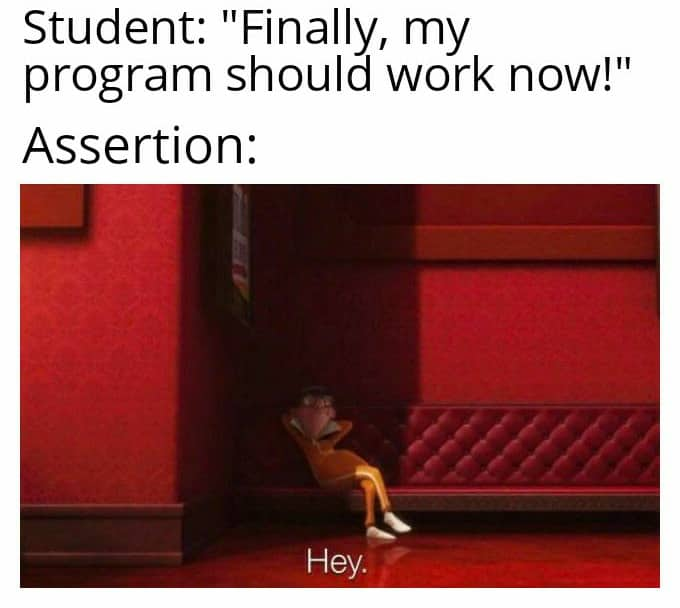 Student: "Finally, my
program should work now!"
Assertion:
Hey.